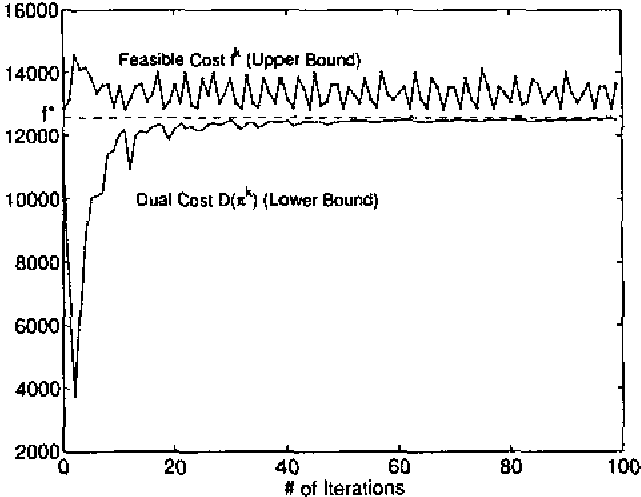 16000
Feasible Cost f^k (Upper Bound)
14000
f*
12000
Dual Cost D(π^k) (Lower Bound)
10000
8000
6000
4000
2000
0 20 40 60 80 100
# of Iterations